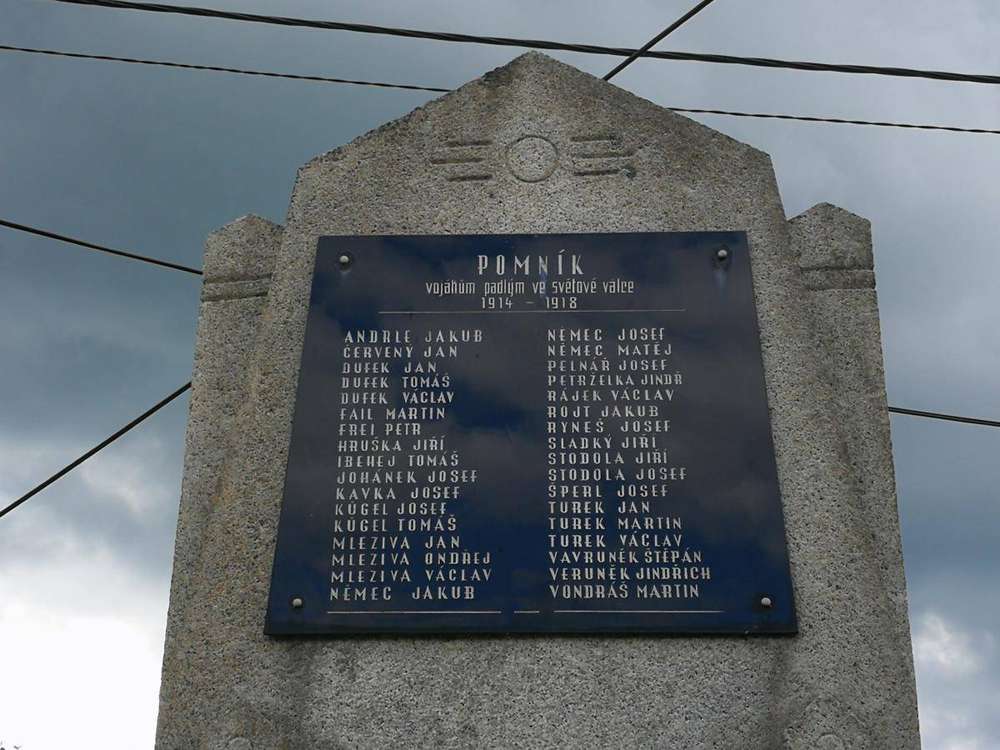 POMNÍK
vojákům padlým ve světové válce
1914 - 1918
ANDRLE JAKUB
ČERVENÝ JAN
DUFEK JAN
DUFEK TOMÁŠ
DUFEK VÁCLAV
FAIL MARTIN
FREI PETR
HRUŠKA JIŘÍ
IBEHEJ TOMÁŠ
JOHÁNEK JOSEF
KAVKA JOSEF
KÚGEL JOSEF
KÚGEL TOMÁŠ
MLEZIVA JAN
MLEZIVA ONDŘEJ
MLEZIVA VÁCLAV
NĚMEC JAKUB
NĚMEC JOSEF
NĚMEC MATEJ
PELNÁŘ JOSEF
PETRŽELKA JINDŘ
RÁJEK VÁCLAV
ROJT JAKUB
RYNEŠ JOSEF
SLADKÝ JIŘÍ
STODOLA JIŘÍ
STODOLA JOSEF
ŠPERL JOSEF
TUREK JAN
TUREK MARTIN
TUREK VÁCLAV
VAVRUNĚK ŠTĚPÁN
VERUNĚK JINDŘICH
VONDRÁŠ MARTIN